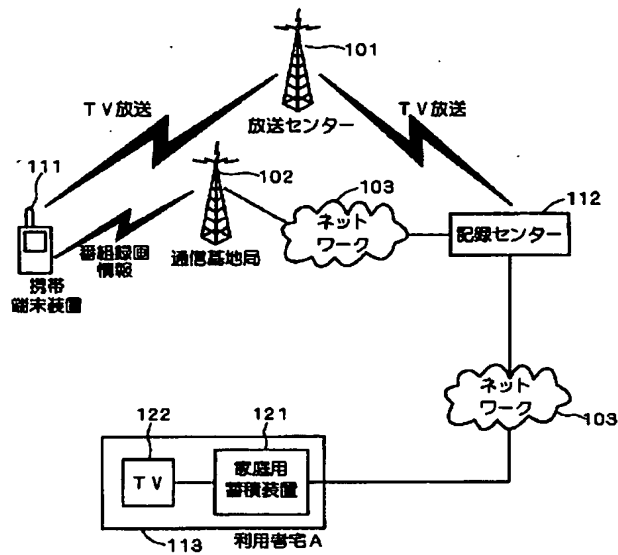 101
TV放送
TV放送
放送センター
111
102
103
112
ネット
ワーク
記録センター
番組録画
情報
通信基地局
携帯
端末装置
ネット
ワーク
103
122
121
TV
家庭用
蓄積装置
113
利用者宅A